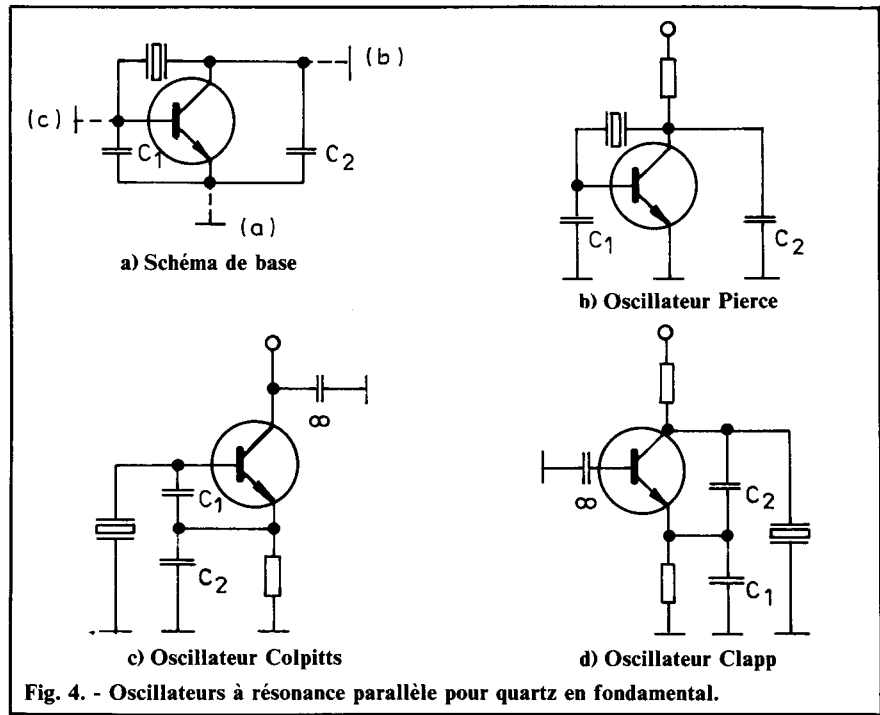 (b)
(c)
C1
C2
(a)
a) Schéma de base
C1
C2
b) Oscillateur Pierce
∞
C1
C2
c) Oscillateur Colpitts
∞
C2
C1
d) Oscillateur Clapp
Fig. 4. - Oscillateurs à résonance parallèle pour quartz en fondamental.